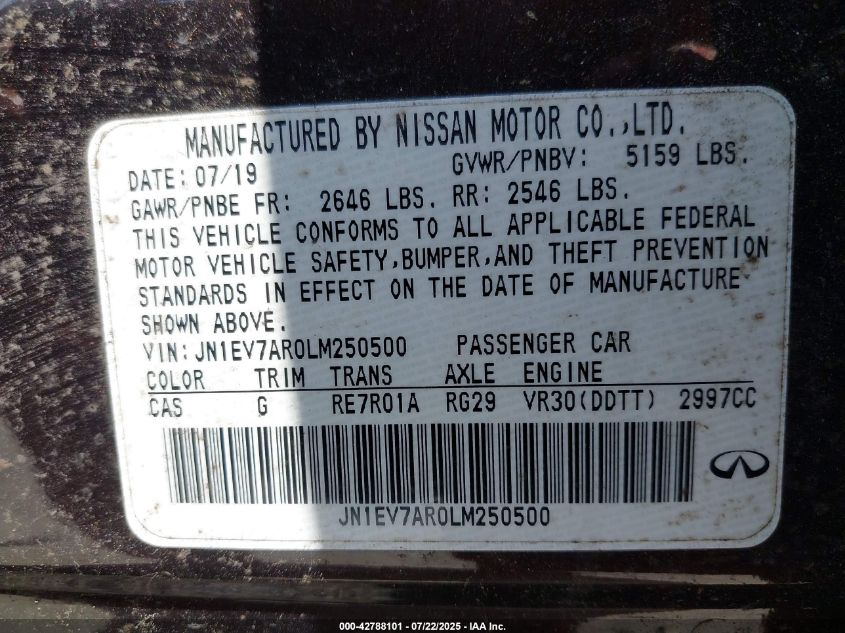 MANUFACTURED BY NISSAN MOTOR CO.,LTD.
DATE: 07/19 GVWR/PNBV: 5159 LBS.
GAWR/PNBE FR: 2646 LBS. RR: 2546 LBS.
THIS VEHICLE CONFORMS TO ALL APPLICABLE FEDERAL
MOTOR VEHICLE SAFETY,BUMPER,AND THEFT PREVENTION
STANDARDS IN EFFECT ON THE DATE OF MANUFACTURE
SHOWN ABOVE.
VIN: JN1EV7AR0LM250500 PASSENGER CAR
COLOR TRIM TRANS AXLE ENGINE
CAS G RE7R01A RG29 VR30(DDTT) 2997CC
JN1EV7AR0LM250500
000-42788101 - 07/22/2025 - IAA Inc.